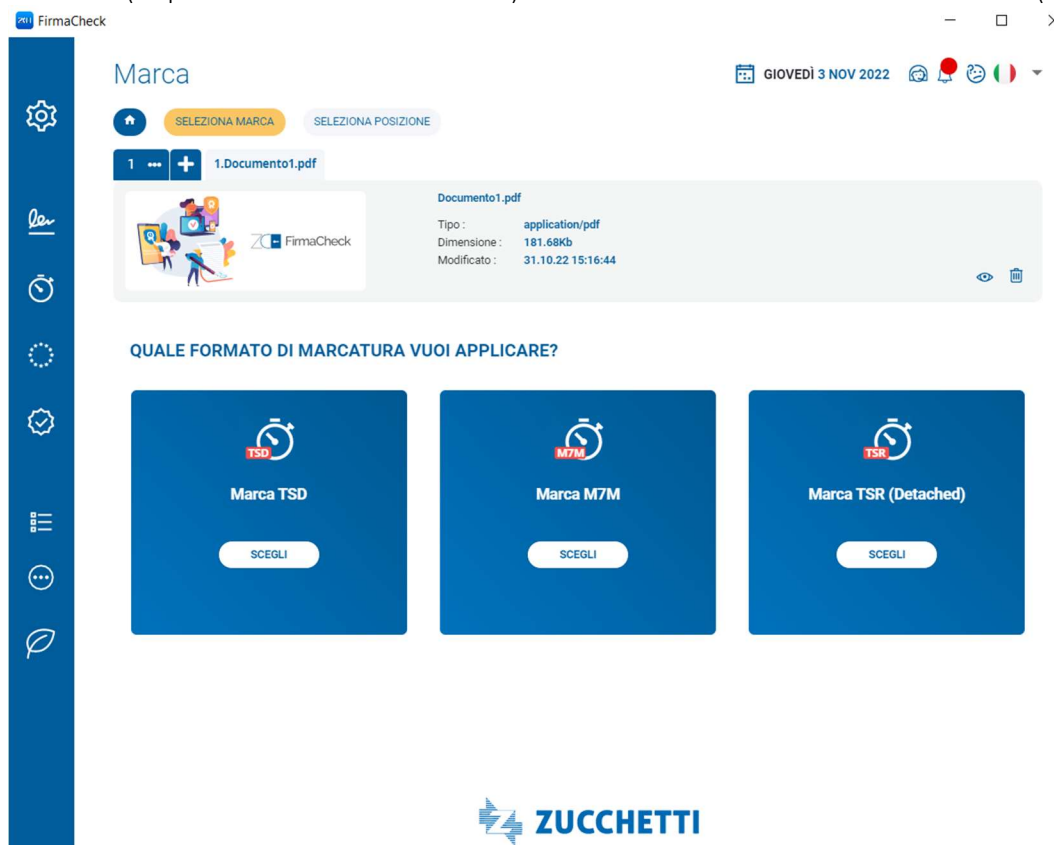 FirmaCheck
Marca
GIOVEDÌ 3 NOV 2022
SELEZIONA MARCA
SELEZIONA POSIZIONE
1
1.Documento1.pdf
FirmaCheck
Documento1.pdf
Tipo : application/pdf
Dimensione : 181.68Kb
Modificato : 31.10.22 15:16:44
QUALE FORMATO DI MARCATURA VUOI APPLICARE?
TSD
M7M
TSR
Marca TSD
Marca M7M
Marca TSR (Detached)
SCEGLI
SCEGLI
SCEGLI
ZUCCHETTI